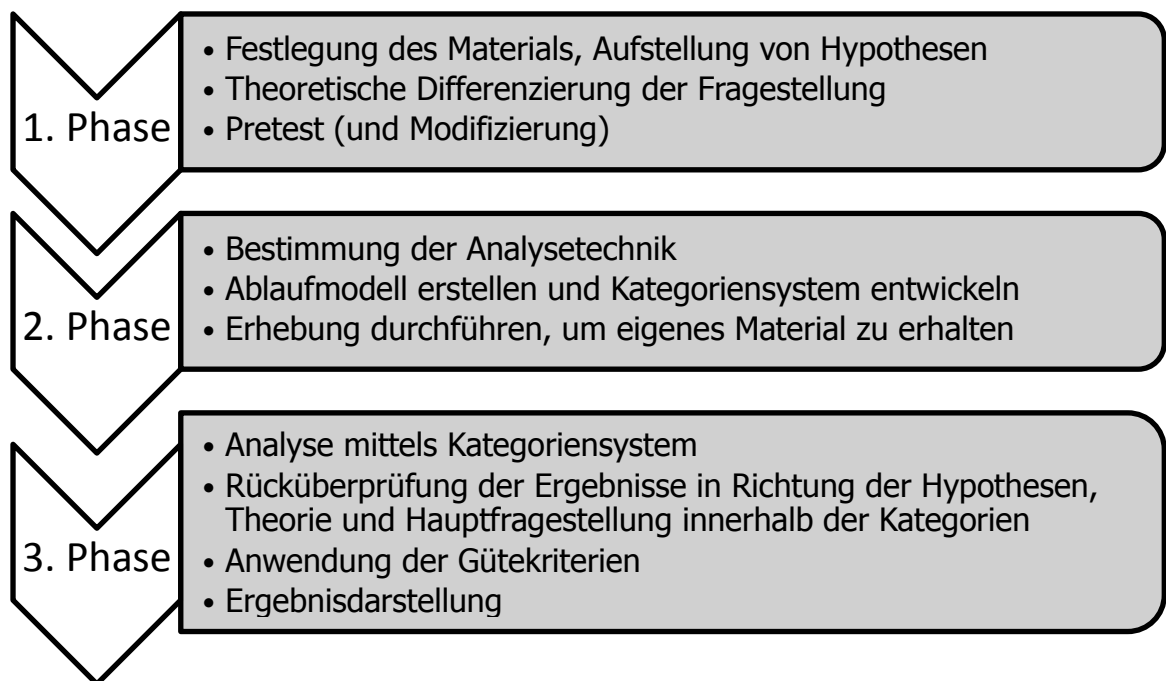 1. Phase
• Festlegung des Materials, Aufstellung von Hypothesen
• Theoretische Differenzierung der Fragestellung
• Pretest (und Modifizierung)
2. Phase
• Bestimmung der Analysetechnik
• Ablaufmodell erstellen und Kategoriensystem entwickeln
• Erhebung durchführen, um eigenes Material zu erhalten
3. Phase
• Analyse mittels Kategoriensystem
• Rücküberprüfung der Ergebnisse in Richtung der Hypothesen,
Theorie und Hauptfragestellung innerhalb der Kategorien
• Anwendung der Gütekriterien
• Ergebnisdarstellung